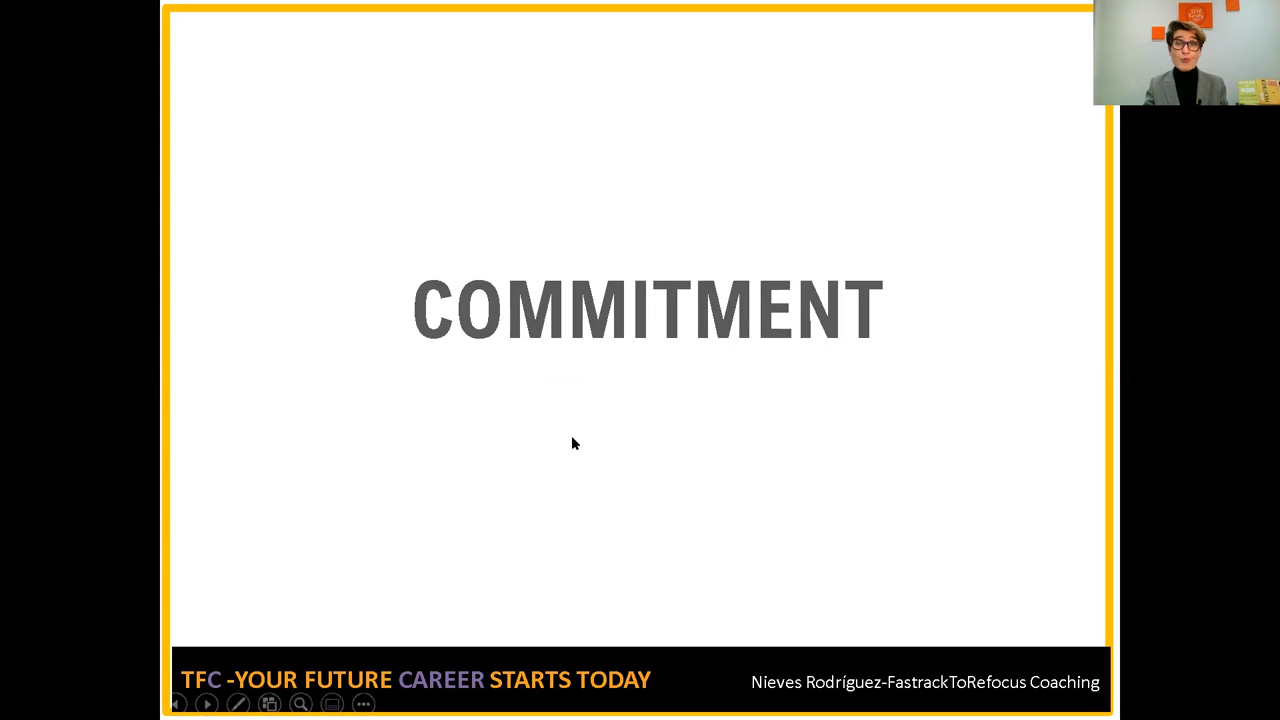 COMMITMENT
TFC -YOUR FUTURE CAREER STARTS TODAY
Nieves Rodríguez-FastrackToRefocus Coaching